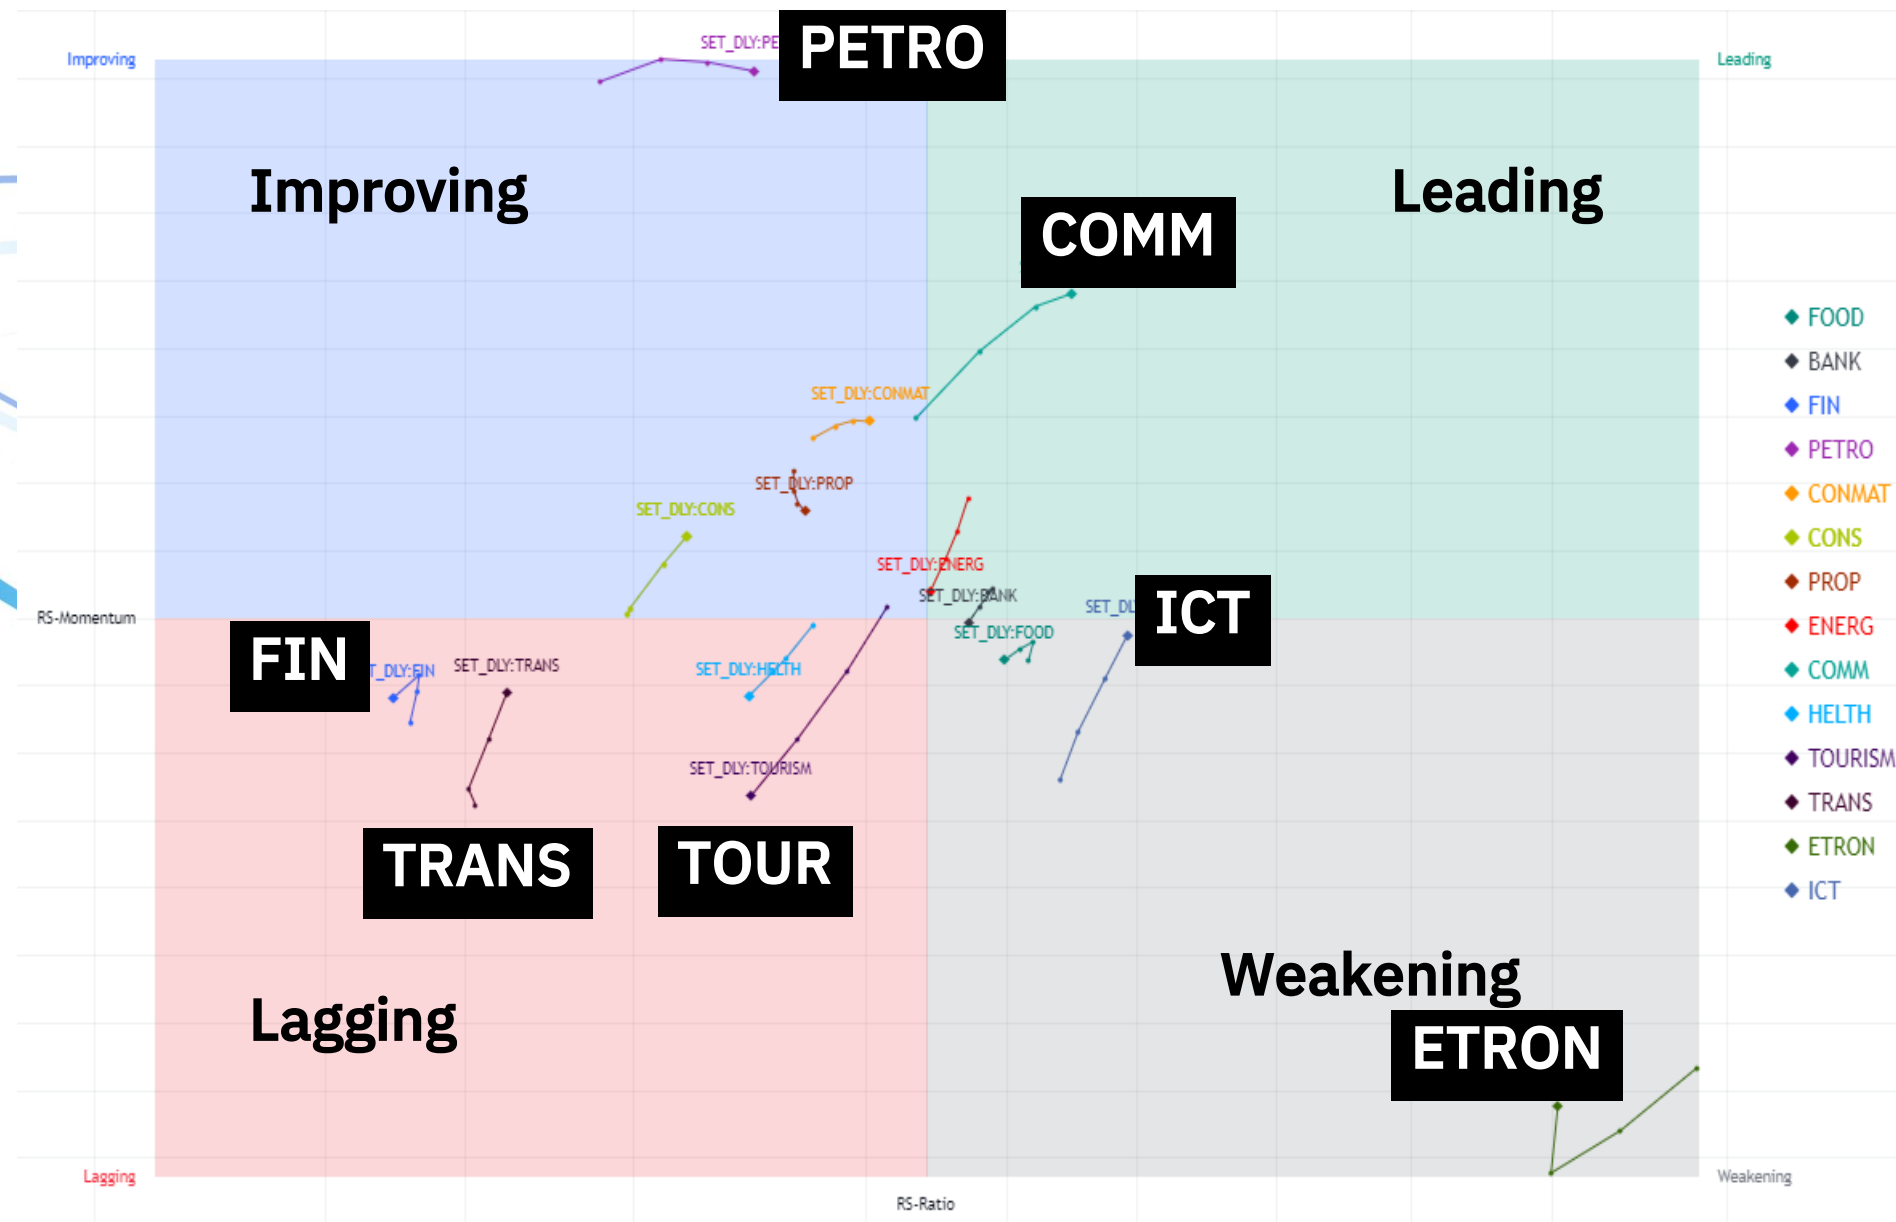 SET_DLY:PE
PETRO
Improving
Leading
Improving
Leading
COMM
FOOD
BANK
FIN
SET_DLY:CONMAT
PETRO
SET_DLY:PROP
CONMAT
SET_DLY:CONS
CONS
SET_DLY:ENERG
PROP
SET_DLY:BANK
SET_DL
ICT
RS-Momentum
ENERG
SET_DLY:FOOD
FIN
T_DLY:FIN
SET_DLY:TRANS
SET_DLY:HELTH
COMM
HELTH
SET_DLY:TOURISM
TOURISM
TRANS
TRANS
TOUR
ETRON
ICT
Weakening
Lagging
ETRON
Lagging
Weakening
RS-Ratio